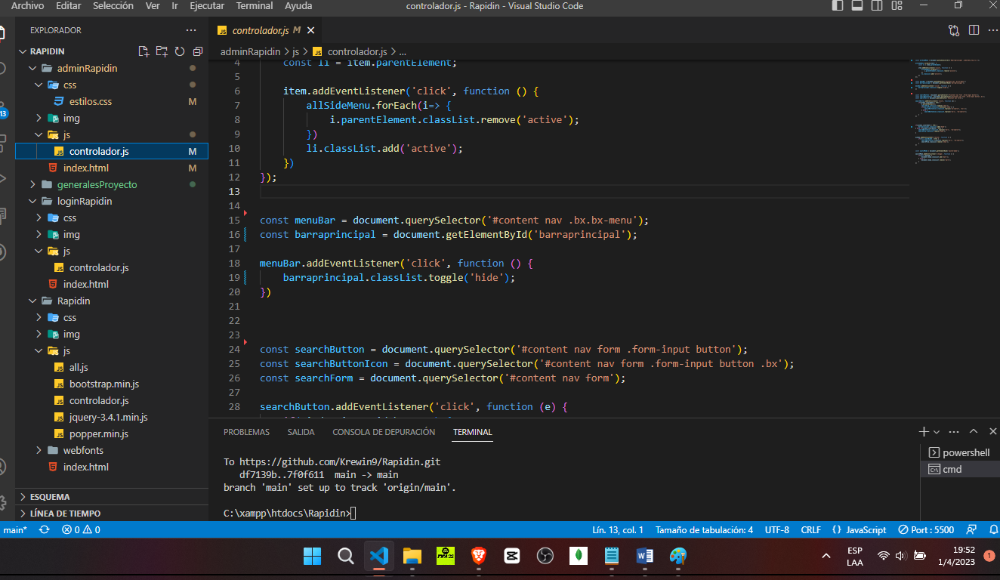 Archivo Editar Selección Ver Ir Ejecutar Terminal Ayuda controlador.js - Rapidin - Visual Studio Code
EXPLORADOR ...
RAPIDIN
adminRapidin
css
estilos.css M
img
js
controlador.js M
index.html M
generalesProyecto
loginRapidin
css
img
js
controlador.js
index.html
Rapidin
css
img
js
all.js
bootstrap.min.js
controlador.js
jquery-3.4.1.min.js
popper.min.js
webfonts
index.html
ESQUEMA
LÍNEA DE TIEMPO
13
JS controlador.js M
adminRapidin > js > JS controlador.js > ...
4 const li = item.parentElement;
5
6 item.addEventListener('click', function () {
7 allSideMenu.forEach(i=> {
8 i.parentElement.classList.remove('active');
9 })
10 li.classList.add('active');
11 })
12 });
13
14
15 const menuBar = document.querySelector('#content nav .bx.bx-menu');
16 const barraprincipal = document.getElementById('barraprincipal');
17
18 menuBar.addEventListener('click', function () {
19 barraprincipal.classList.toggle('hide');
20 })
21
22
23
24 const searchButton = document.querySelector('#content nav form .form-input button');
25 const searchButtonIcon = document.querySelector('#content nav form .form-input button .bx');
26 const searchForm = document.querySelector('#content nav form');
27
28 searchButton.addEventListener('click', function (e) {
PROBLEMAS SALIDA CONSOLA DE DEPURACIÓN TERMINAL
To https://github.com/Krewin9/Rapidin.git
df7139b..7f0f611 main -> main
branch 'main' set up to track 'origin/main'.
C:\xampp\htdocs\Rapidin>
powershell
cmd
main* 0 0 Lín. 13, col. 1 Tamaño de tabulación: 4 UTF-8 CRLF {} JavaScript Port : 5500
FIFA 22
ESP
LAA
19:52
1/4/2023
1